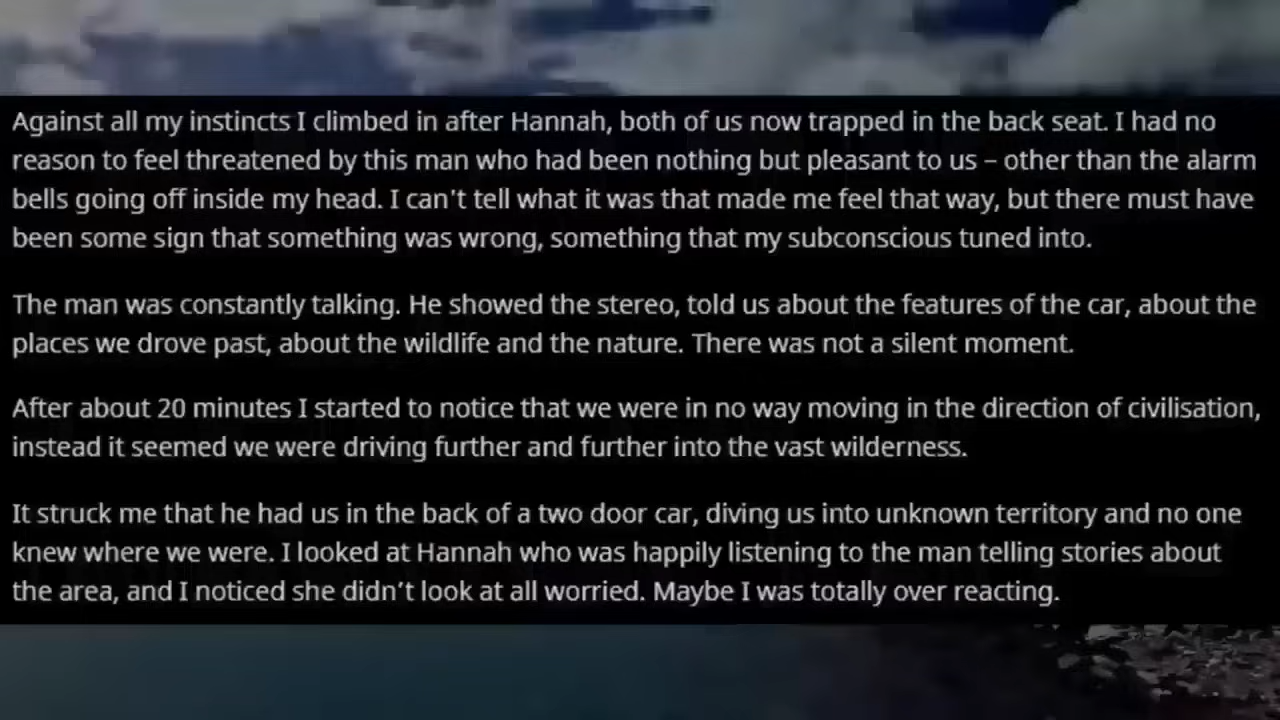 Against all my instincts I climbed in after Hannah, both of us now trapped in the back seat. I had no
reason to feel threatened by this man who had been nothing but pleasant to us – other than the alarm
bells going off inside my head. I can't tell what it was that made me feel that way, but there must have
been some sign that something was wrong, something that my subconscious tuned into.
The man was constantly talking. He showed the stereo, told us about the features of the car, about the
places we drove past, about the wildlife and the nature. There was not a silent moment.
After about 20 minutes I started to notice that we were in no way moving in the direction of civilisation,
instead it seemed we were driving further and further into the vast wilderness.
It struck me that he had us in the back of a two door car, diving us into unknown territory and no one
knew where we were. I looked at Hannah who was happily listening to the man telling stories about
the area, and I noticed she didn’t look at all worried. Maybe I was totally over reacting.